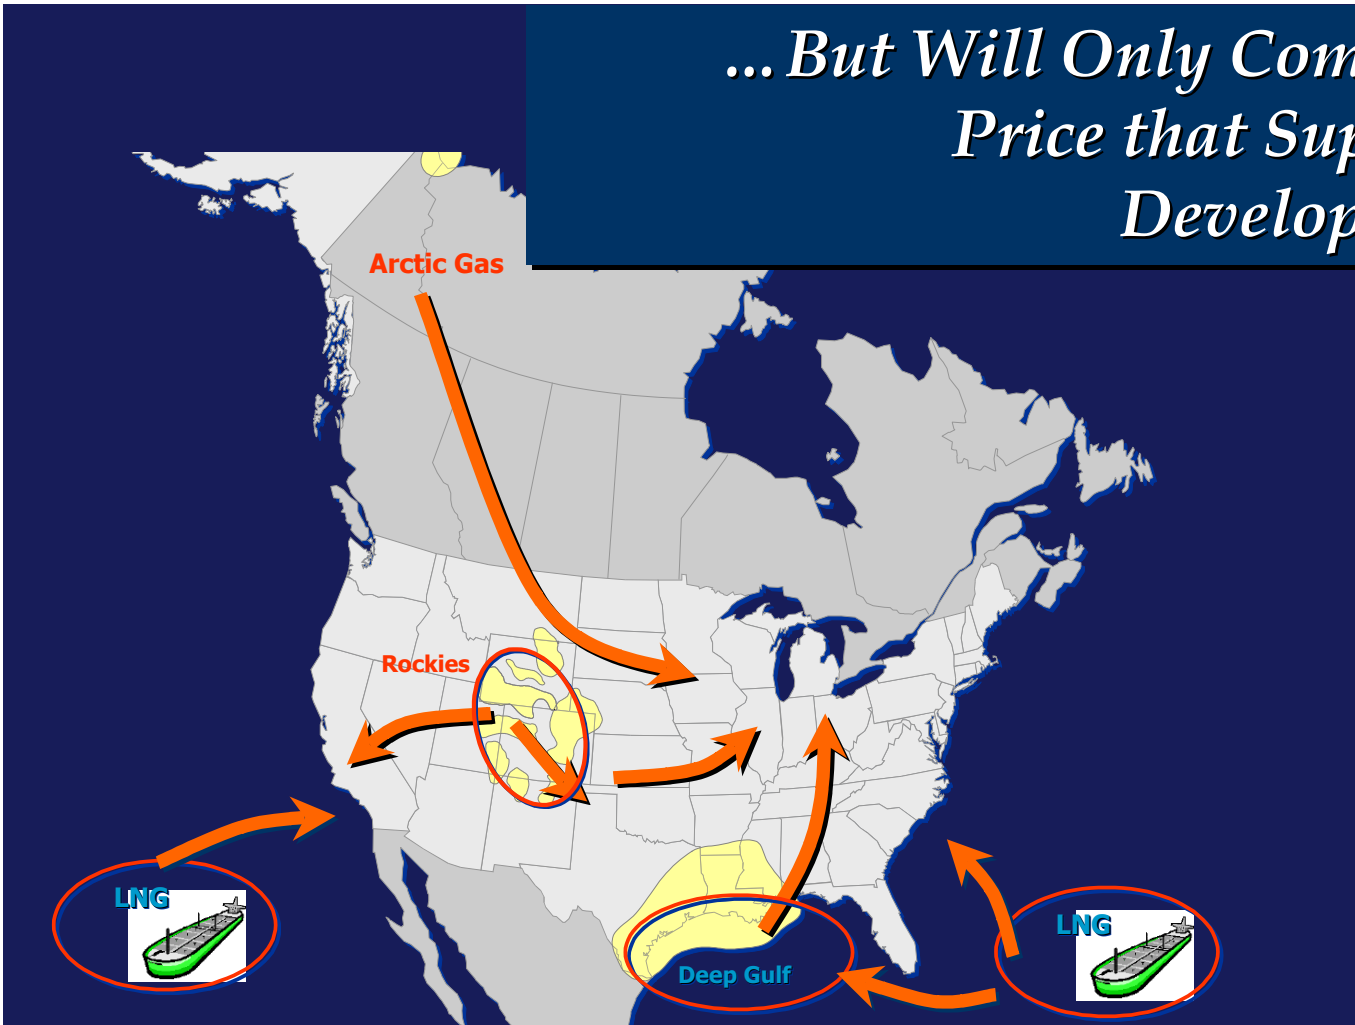 ...But Will Only Com
Price that Sup
Develop
Arctic Gas
Rockies
LNG
LNG
Deep Gulf